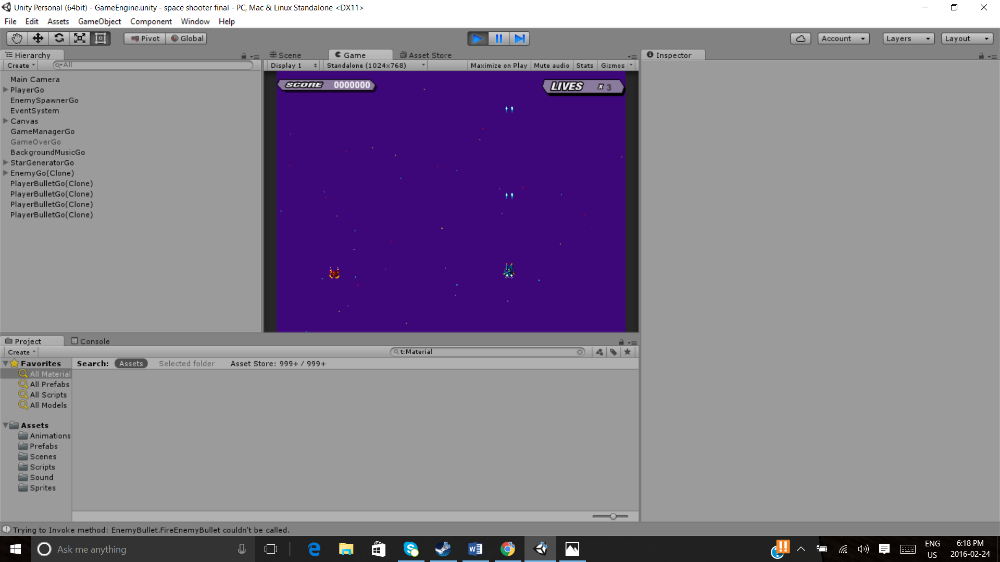 Unity Personal (64bit) - GameEngine.unity - space shooter final - PC, Mac & Linux Standalone <DX11>
File Edit Assets GameObject Component Window Help
Pivot Global Account Layers Layout
Hierarchy Scene Game Asset Store Inspector
Create All Display 1 Standalone (1024x768) Maximize on Play Mute audio Stats Gizmos
SCORE 0000000 LIVES x 3
Main Camera
PlayerGo
EnemySpawnerGo
EventSystem
Canvas
GameManagerGo
GameOverGo
BackgroundMusicGo
StarGeneratorGo
EnemyGo(Clone)
PlayerBulletGo(Clone)
PlayerBulletGo(Clone)
PlayerBulletGo(Clone)
PlayerBulletGo(Clone)
Project Console
Create t:Material
Favorites Search: Assets Selected folder Asset Store: 999+ / 999+
All Material
All Prefabs
All Scripts
All Models
Assets
Animations
Prefabs
Scenes
Scripts
Sound
Sprites
Trying to Invoke method: EnemyBullet.FireEnemyBullet couldn't be called.
Ask me anything ENG 6:18 PM
US 2016-02-24